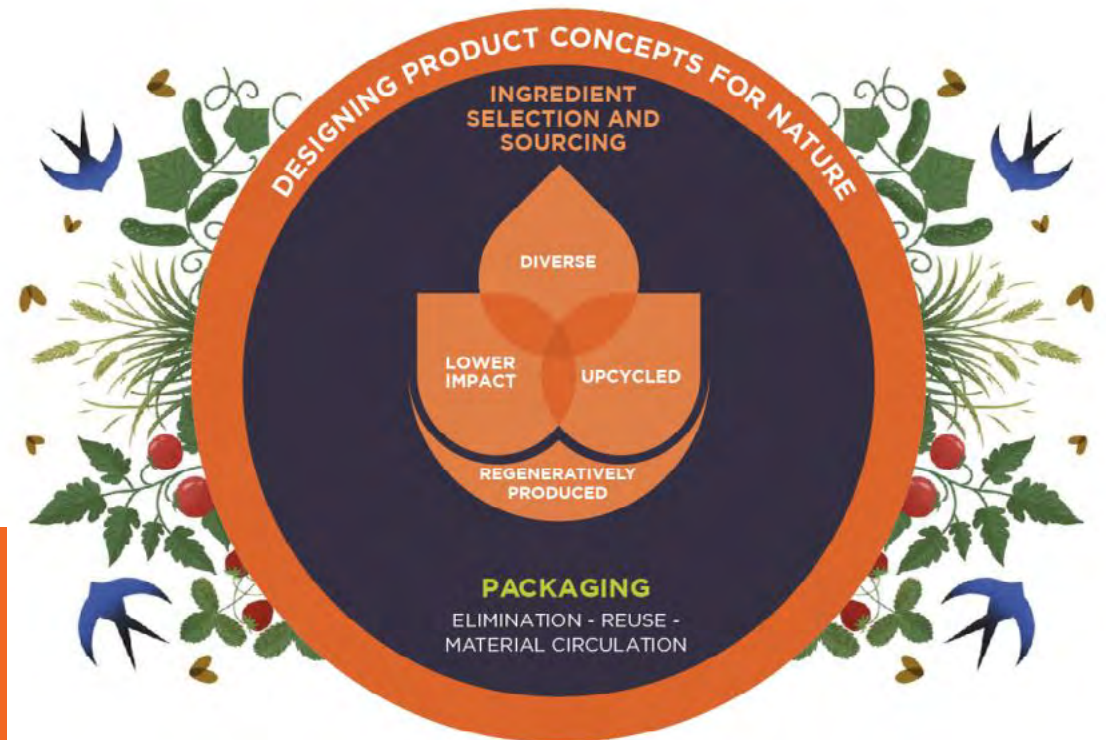 DESIGNING PRODUCT CONCEPTS FOR NATURE
INGREDIENT
SELECTION AND
SOURCING
DIVERSE
LOWER
IMPACT
UPCYCLED
REGENERATIVELY
PRODUCED
PACKAGING
ELIMINATION - REUSE -
MATERIAL CIRCULATION